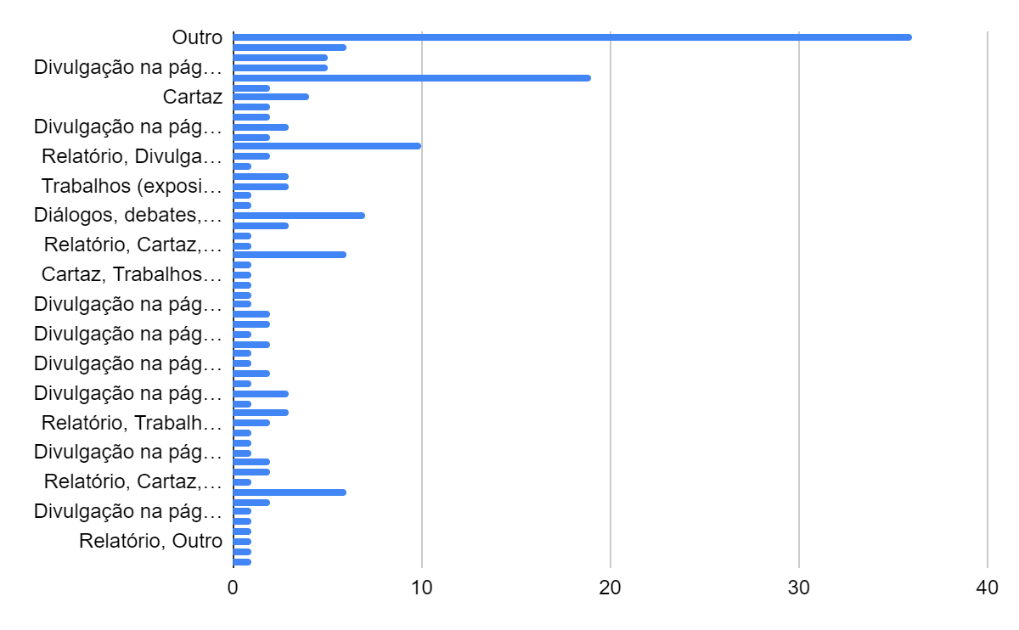 Outro
Divulgação na pág…
Cartaz
Divulgação na pág…
Relatório, Divulga…
Trabalhos (exposi…
Diálogos, debates,…
Relatório, Cartaz,…
Cartaz, Trabalhos…
Divulgação na pág…
Divulgação na pág…
Divulgação na pág…
Divulgação na pág…
Relatório, Trabalh…
Divulgação na pág…
Relatório, Cartaz,…
Divulgação na pág…
Relatório, Outro
0 10 20 30 40